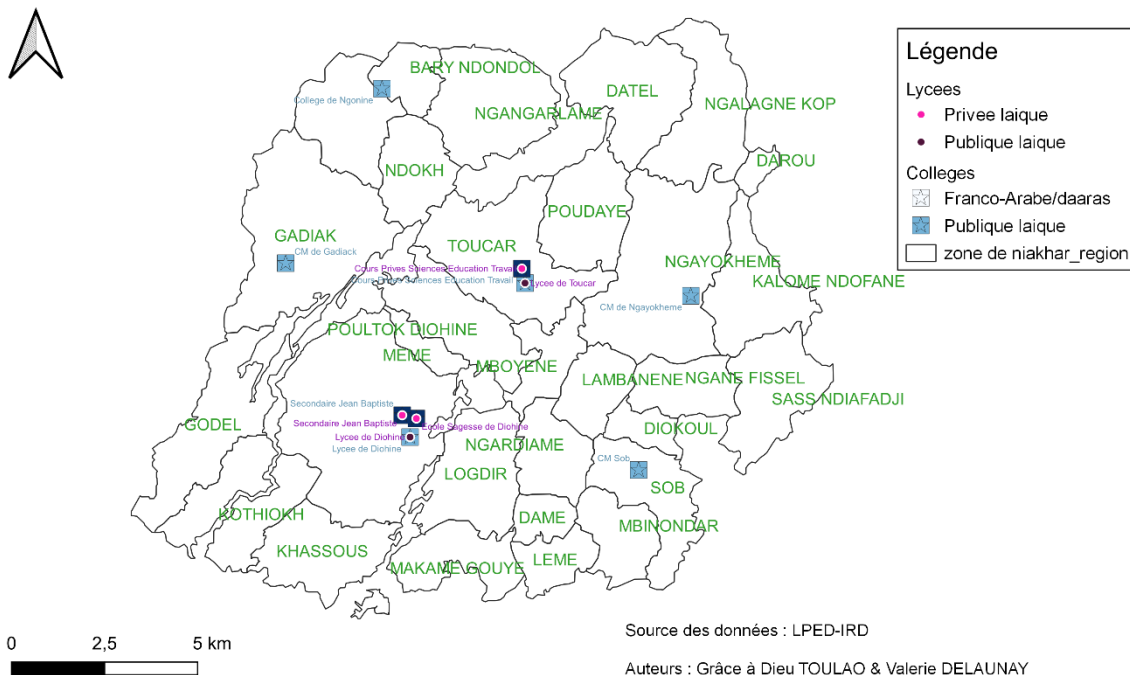 BARY NDONDOL
DATEL
College de Ngonine
NGANGARLAME
NGALAGNE KOP
NDOKH
DAROU
POUDAYE
GADIAK
CM de Gadiack
TOUCAR
NGAYOKHEME
Cours Prives Sciences Education Travai
Cours Prives Sciences Education Travail
Lycee de Toucar
KALOME NDOFANE
CM de Ngayokheme
POULTOK DIOHINE
MEME
MBOYENE
LAMBANENE
NGANE FISSEL
SASS NDIAFADJI
Secondaire Jean Baptiste
Secondaire Jean Baptiste
Ecole Sagesse de Diohine
GODEL
DIOKOUL
Lycee de Diohine
Lycee de Diohine
NGARDIAME
CM Sob
LOGDIR
SOB
KOTHIOKH
DAME
MBINONDAR
KHASSOUS
LEME
MAKAME GOUYE
Légende
Lycees
Privee laique
Publique laique
Colleges
Franco-Arabe/daaras
Publique laique
zone de niakhar_region
0 2,5 5 km
Source des données : LPED-IRD
Auteurs : Grâce à Dieu TOULAO & Valerie DELAUNAY